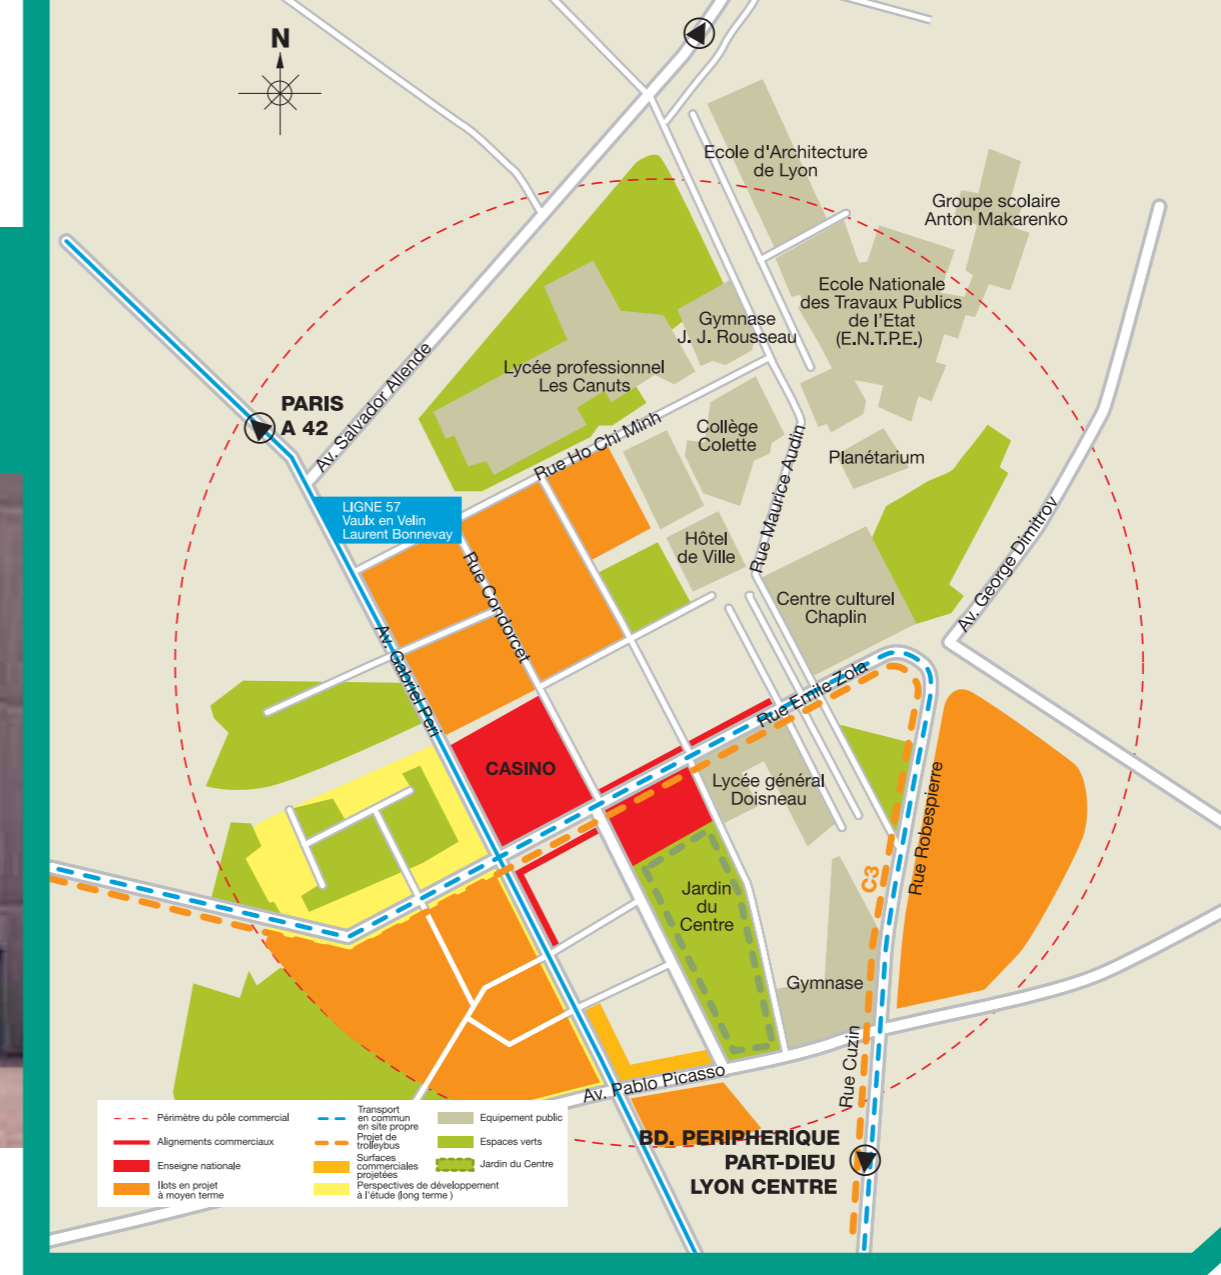 N
Ecole d'Architecture
de Lyon
Groupe scolaire
Anton Makarenko
Ecole Nationale
des Travaux Publics
de l'Etat
(E.N.T.P.E.)
Gymnase
J. J. Rousseau
Lycée professionnel
Les Canuts
Av. Salvador Allende
PARIS
A 42
Rue Ho Chi Minh
Collège
Colette
Rue Maurice Audin
Planétarium
LIGNE 57
Vaulx en Velin
Laurent Bonnevay
Hôtel
de Ville
Av. George Dimitrov
Rue Condorcet
Centre culturel
Chaplin
Av. Gabriel Peri
Rue Emile Zola
CASINO
Lycée général
Doisneau
Rue Robespierre
C3
Jardin
du
Centre
Gymnase
Rue Cuzin
Av. Pablo Picasso
BD. PERIPHERIQUE
PART-DIEU
LYON CENTRE
Périmètre du pôle commercial
Alignements commerciaux
Enseigne nationale
Ilots en projet
à moyen terme
Transport
en commun
en site propre
Projet de
trolleybus
Surfaces
commerciales
projetées
Perspectives de développement
à l'étude (long terme )
Equipement public
Espaces verts
Jardin du Centre